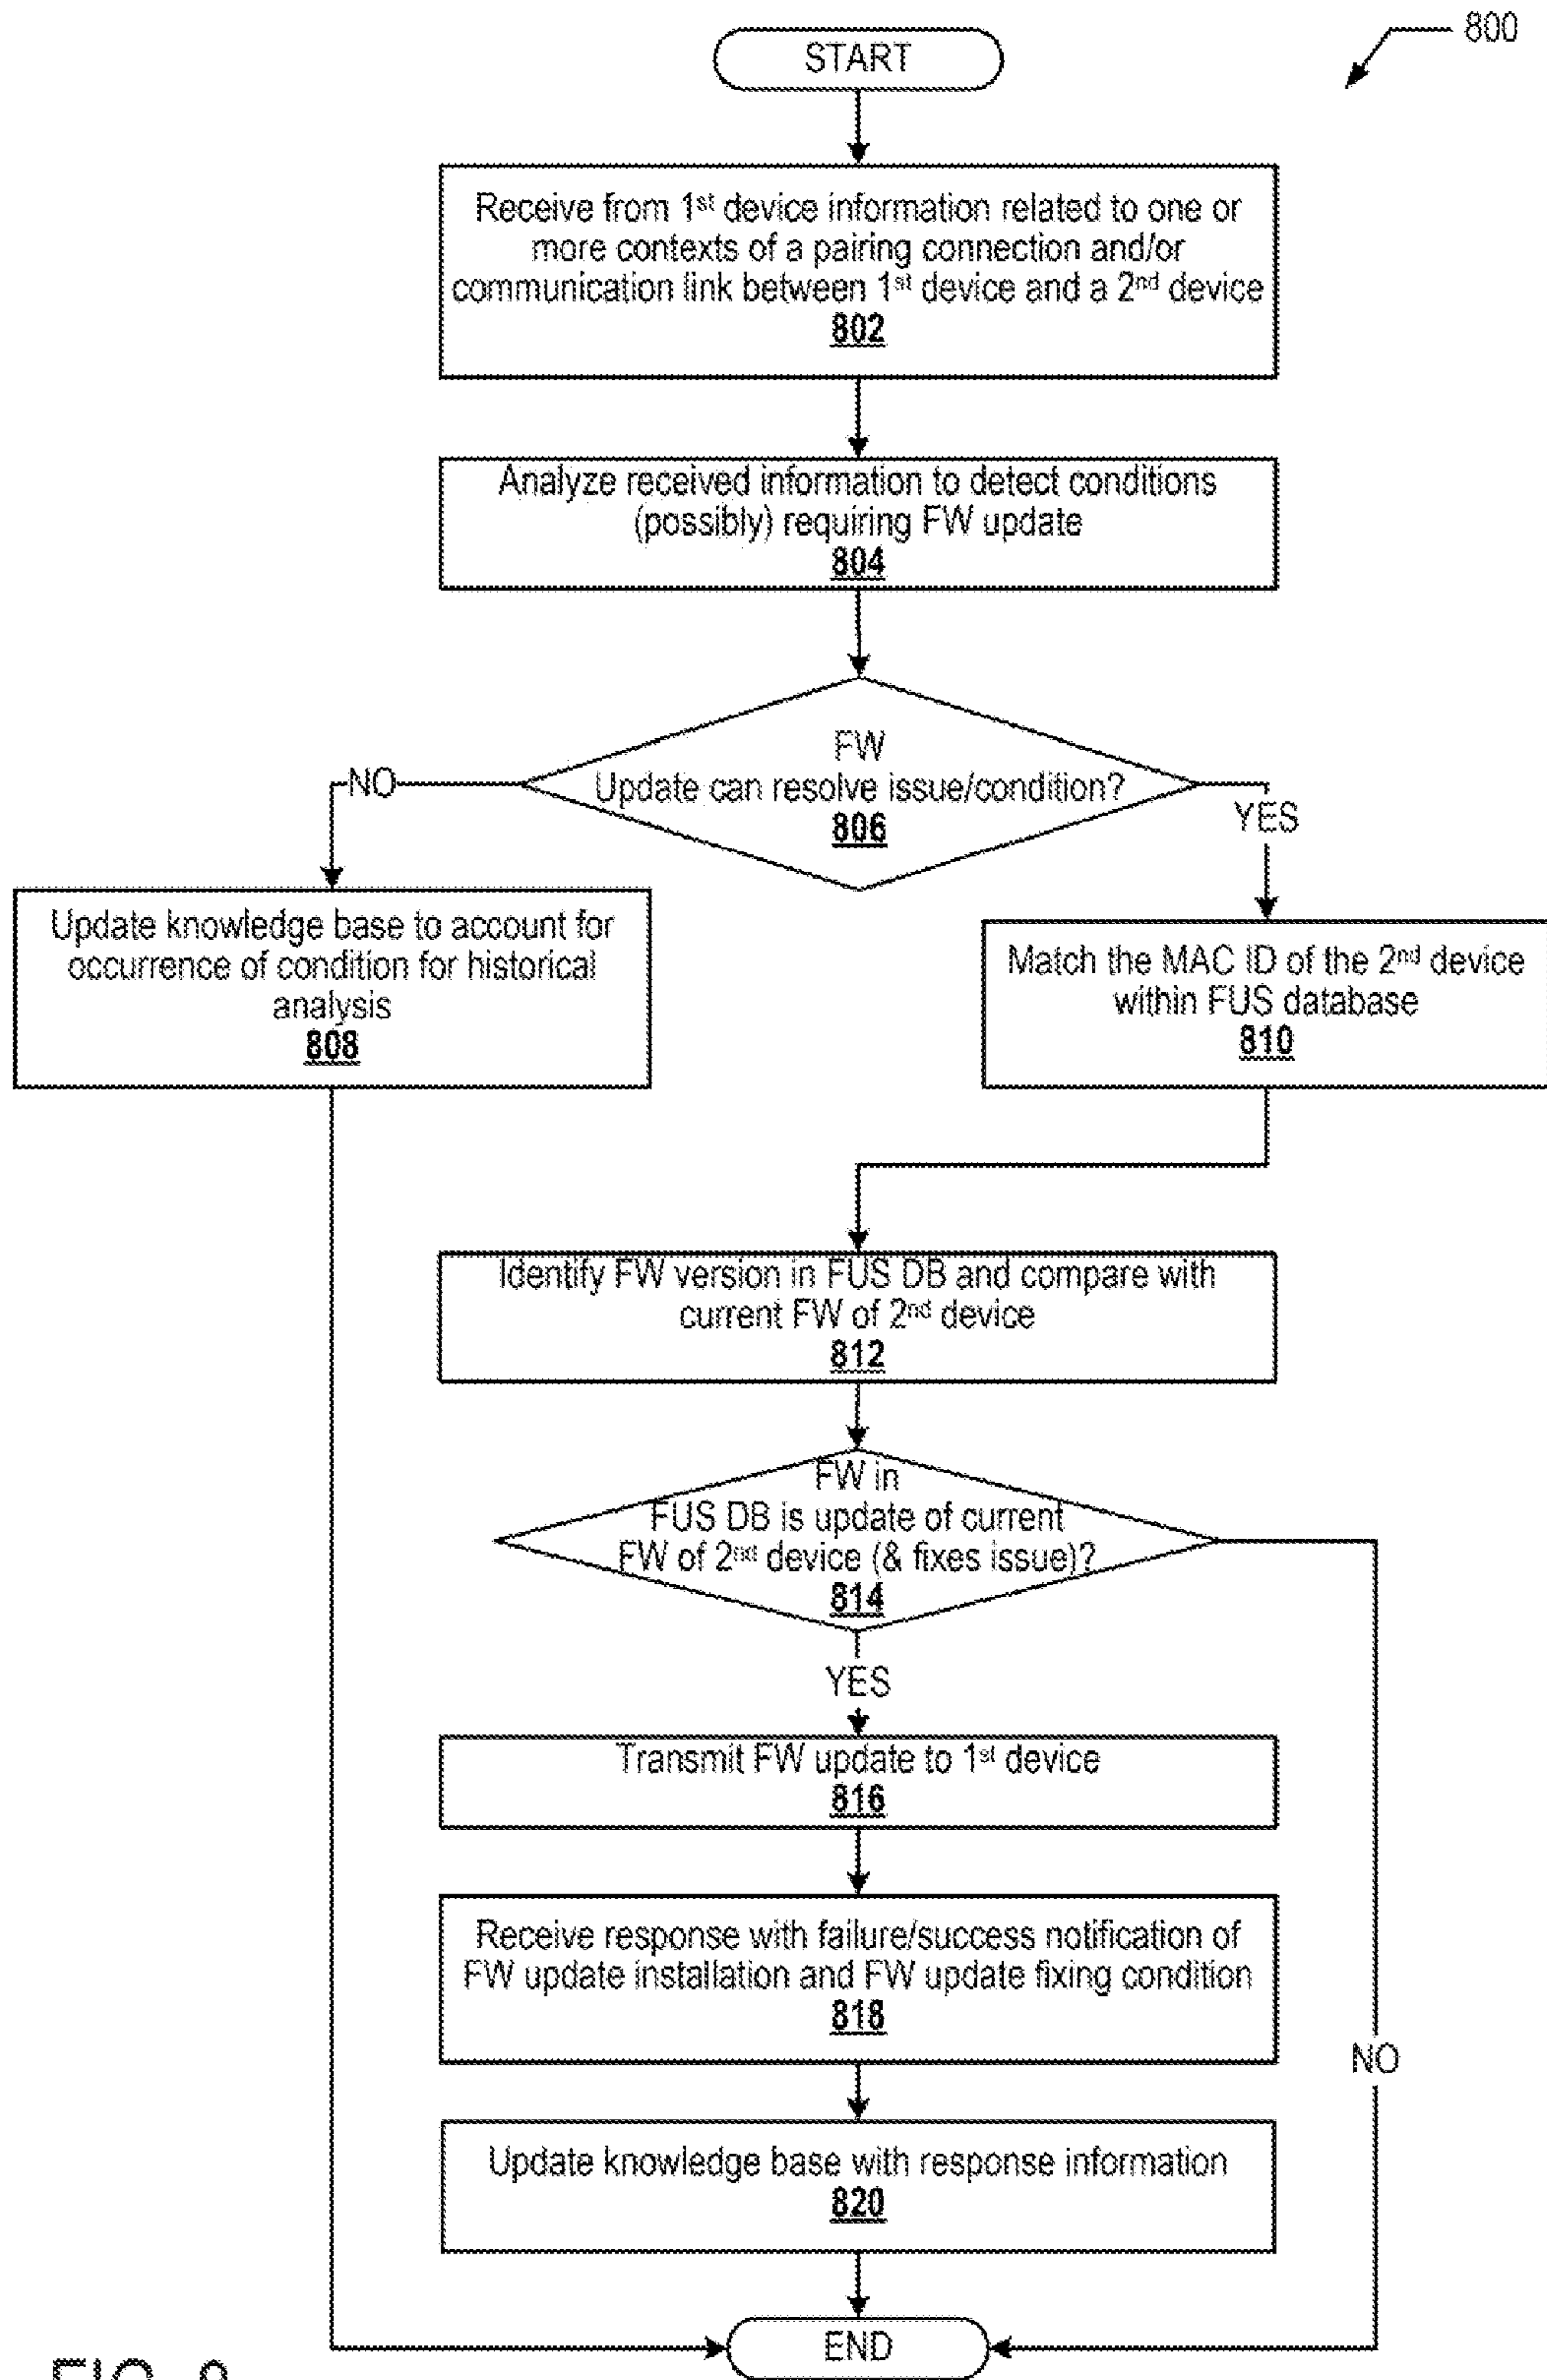 800
START
Receive from 1st device information related to one or
more contexts of a pairing connection and/or
communication link between 1st device and a 2nd device
802
Analyze received information to detect conditions
(possibly) requiring FW update
804
FW
Update can resolve issue/condition?
806
NO
YES
Update knowledge base to account for
occurrence of condition for historical
analysis
808
Match the MAC ID of the 2nd device
within FUS database
810
Identify FW version in FUS DB and compare with
current FW of 2nd device
812
FW in
FUS DB is update of current
FW of 2nd device (& fixes issue)?
814
YES
Transmit FW update to 1st device
816
Receive response with failure/success notification of
FW update installation and FW update fixing condition
818
NO
Update knowledge base with response information
820
END
FIG. 8